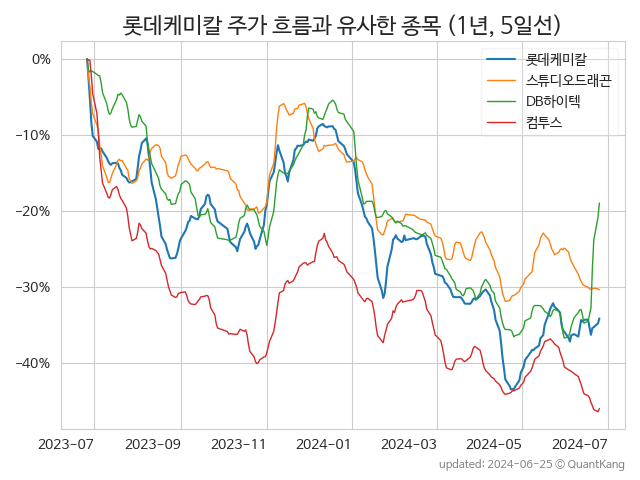 롯데케미칼 주가 흐름과 유사한 종목 (1년, 5일선)
롯데케미칼
스튜디오드래곤
DB하이텍
컴투스
0%
−10%
−20%
−30%
−40%
2023-07 2023-09 2023-11 2024-01 2024-03 2024-05 2024-07
updated: 2024-06-25 © QuantKang